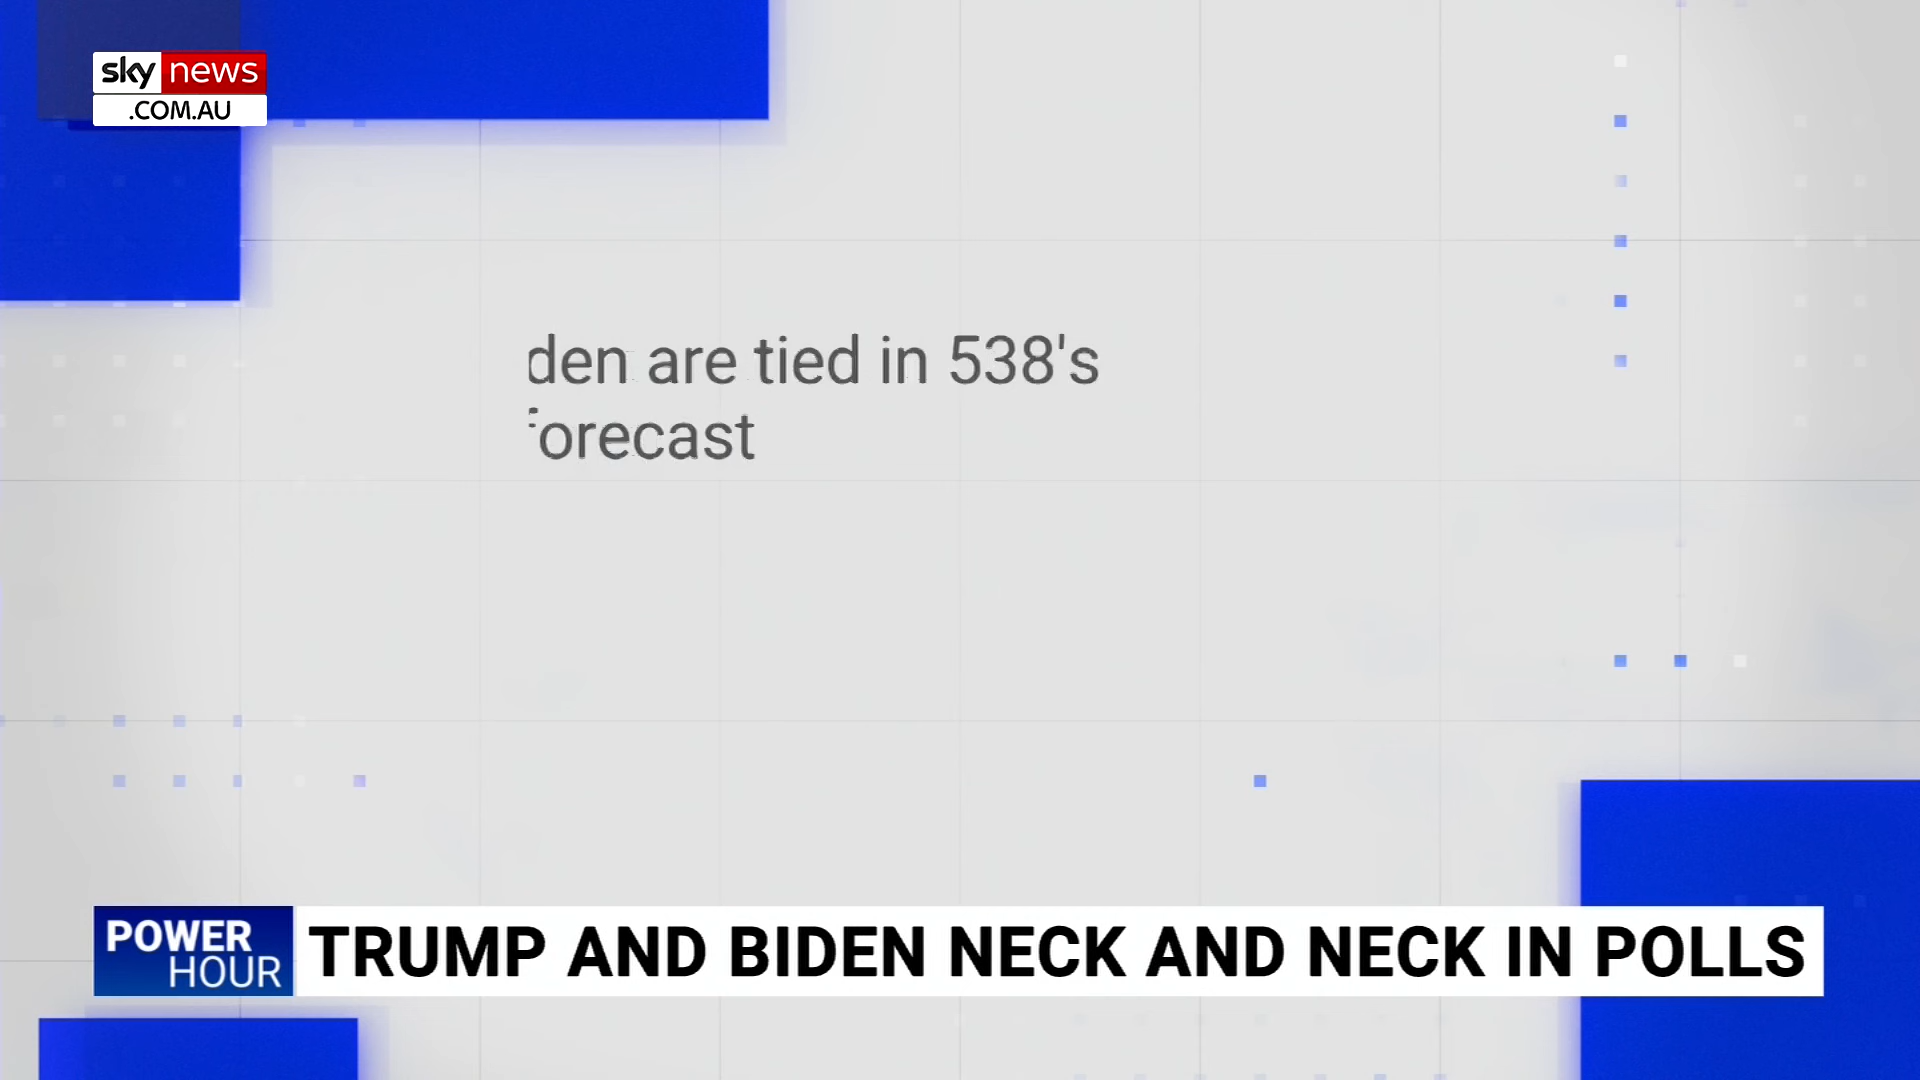 sky news
.COM.AU
den are tied in 538's
forecast
POWER
HOUR
TRUMP AND BIDEN NECK AND NECK IN POLLS